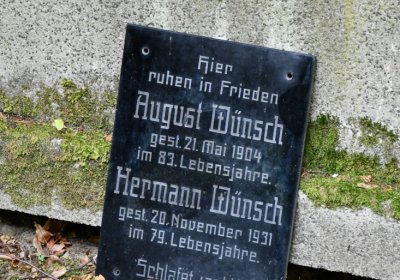 Hier
ruhen in Frieden
August Wünsch
gest. 21. Mai 1904
im 83. Lebensjahre.
Hermann Wünsch
gest. 20. November 1931
im 79. Lebensjahre.
Schlafet